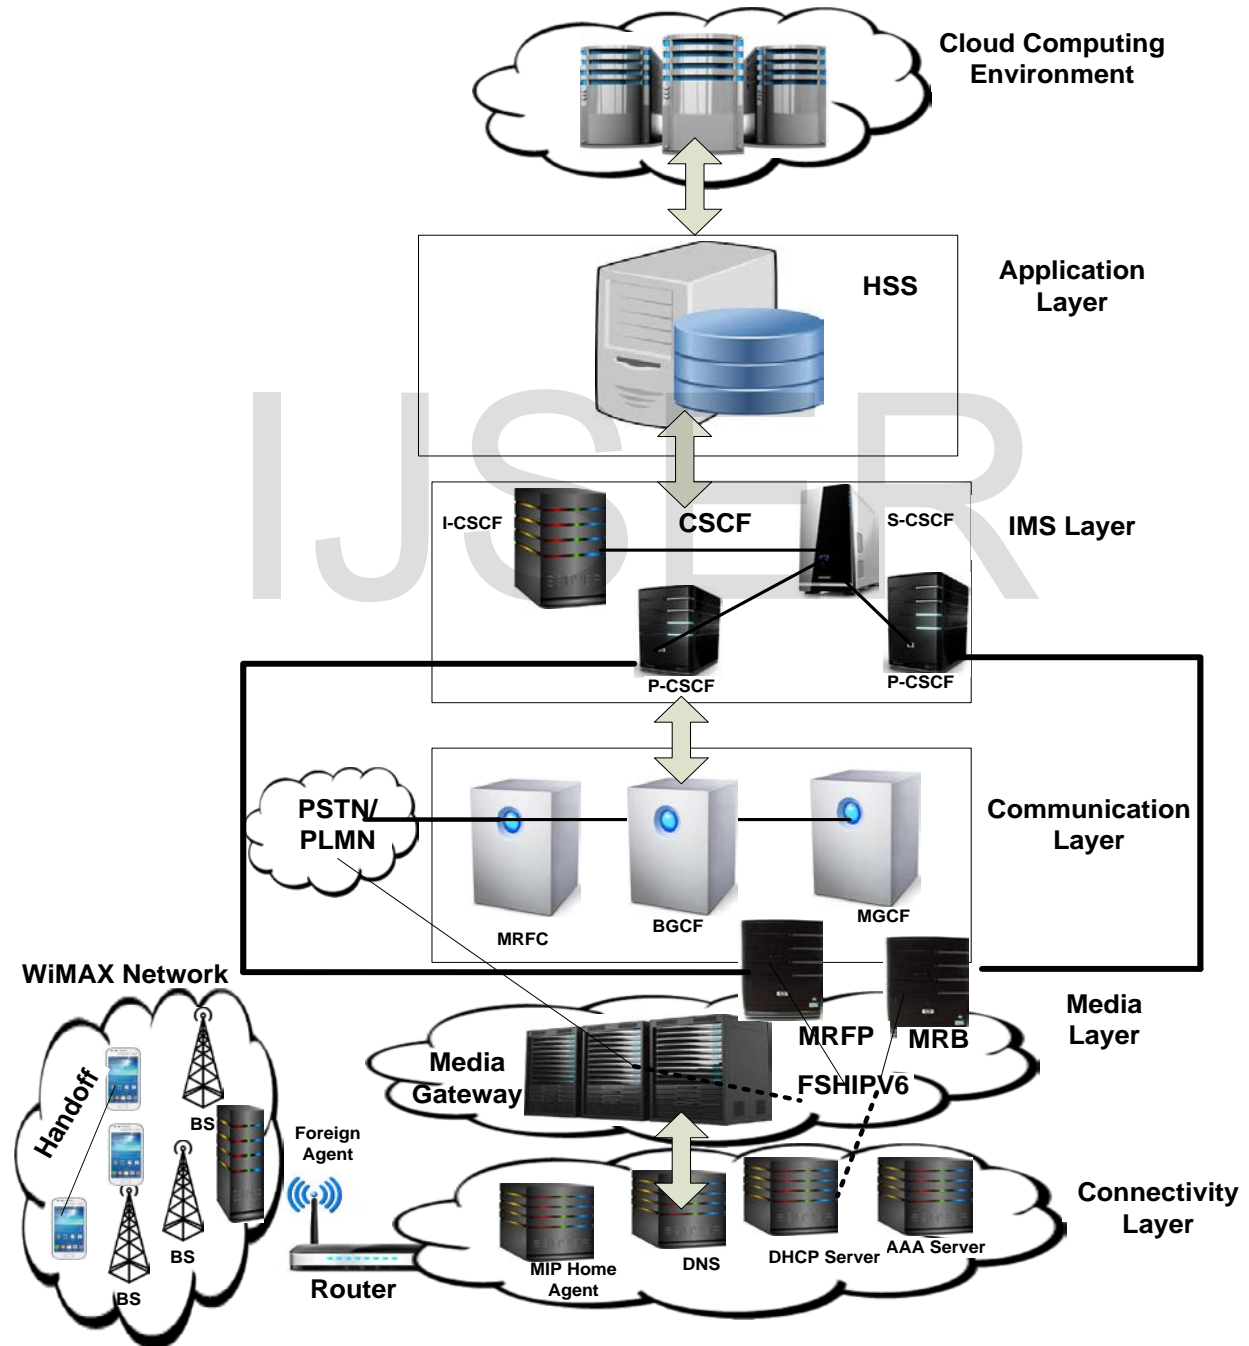 Cloud Computing
Environment
HSS
Application
Layer
IJSER
I-CSCF
CSCF
S-CSCF
IMS Layer
P-CSCF
P-CSCF
PSTN/
PLMN
Communication
Layer
MRFC
BGCF
MGCF
WiMAX Network
Media
Layer
MRFP
MRB
Media
Gateway
FSHIPV6
Handoff
BS
BS
BS
Foreign
Agent
Router
MIP Home
Agent
DNS
DHCP Server
AAA Server
Connectivity
Layer